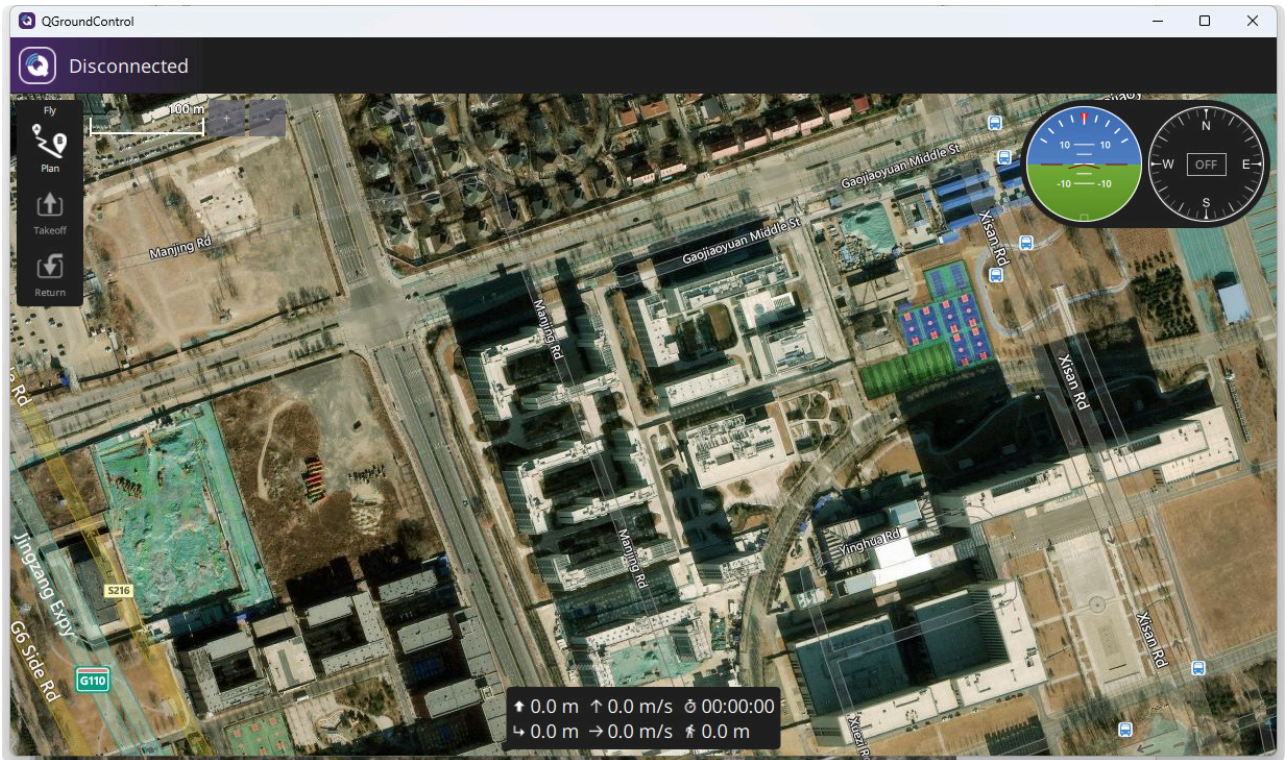 QGroundControl
Disconnected
Fly
100 m
+
Plan
Takeoff
Return
10 10
-10 -10
N
W OFF E
S
Gaojiaoyuan Middle St
Gaojiaoyuan Middle St
Xisan Rd
Manjing Rd
Manjing Rd
Xisan Rd
Yinghua Rd
Manjing Rd
Jingzang Expy
S216
G6 Side Rd
G110
Xisan Rd
0.0 m 0.0 m/s 00:00:00
0.0 m 0.0 m/s 0.0 m